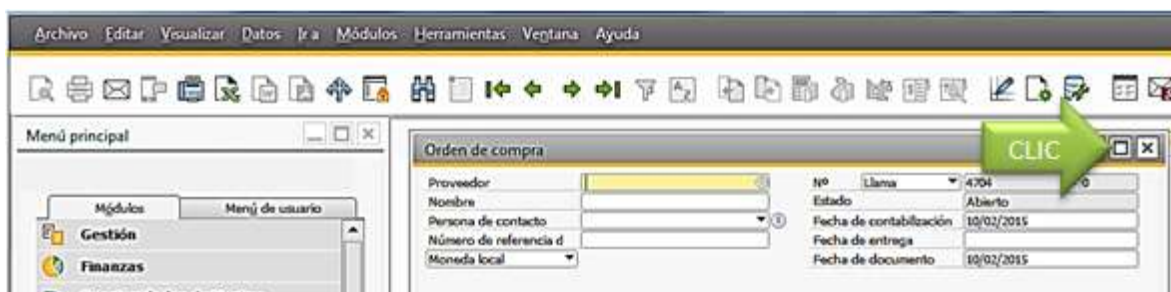 Archivo Editar Visualizar Datos Ir a Módulos Herramientas Ventana Ayuda
Menú principal
Orden de compra
CLIC
Módulos Menú de usuario
Gestión
Finanzas
Proveedor
Nombre
Persona de contacto
Número de referencia d
Moneda local
Nº Llama 4704 0
Estado Abierto
Fecha de contabilización 10/02/2015
Fecha de entrega
Fecha de documento 10/02/2015